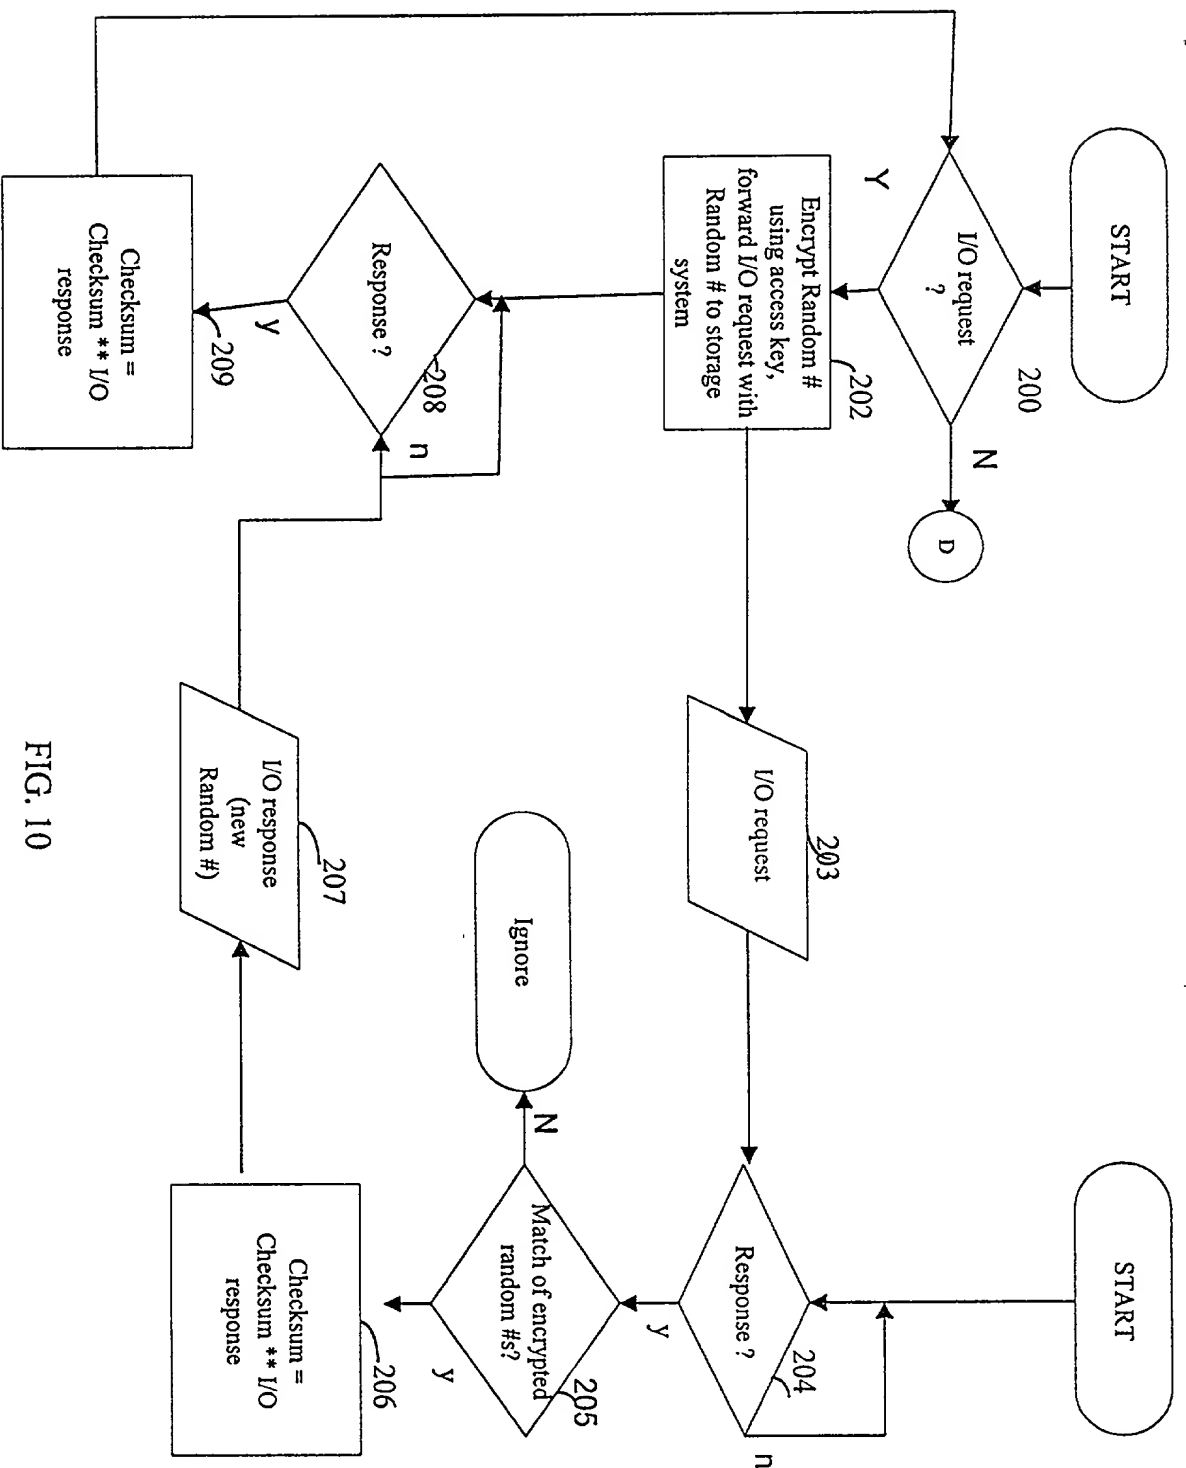 START
200
I/O request
?
Y
N
D
Encrypt Random #
using access key,
forward I/O request with
Random # to storage
system
202
I/O request
203
START
Response ?
204
n
y
Match of encrypted
random #s?
205
N
Ignore
y
Checksum =
Checksum ** I/O
response
206
I/O response
(new
Random #)
207
Response ?
208
n
y
Checksum =
Checksum ** I/O
response
209
FIG. 10